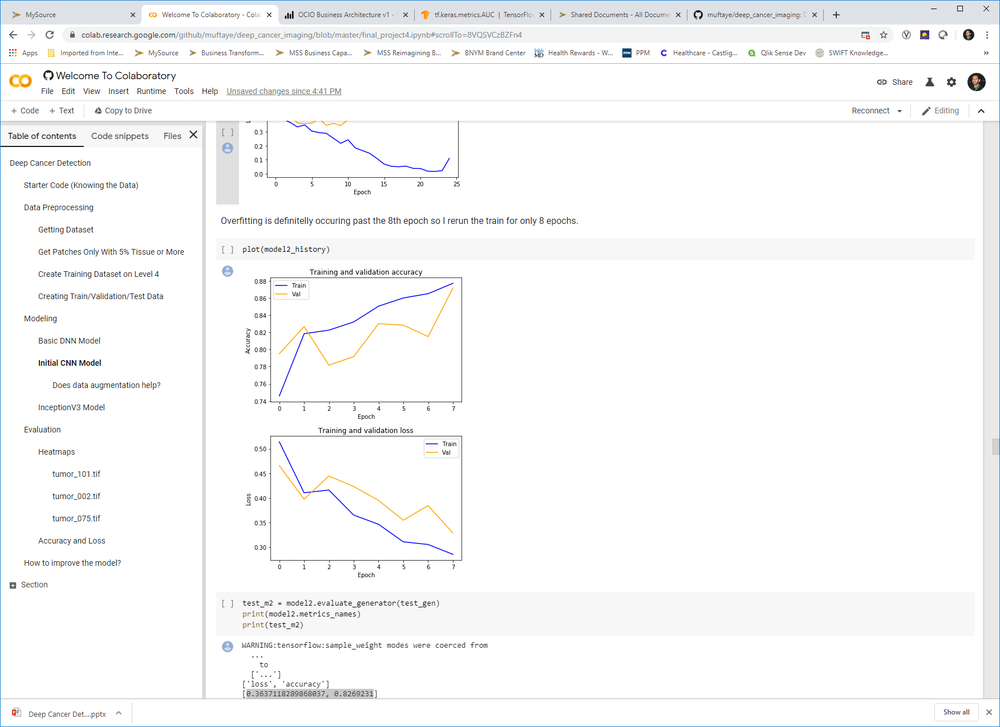 MySource
Welcome To Colaboratory - Cola
OCIO Business Architecture v1 -
tf.keras.metrics.AUC | TensorFlo
Shared Documents - All Docume
muftaye/deep_cancer_imaging: D
colab.research.google.com/github/muftaye/deep_cancer_imaging/blob/master/final_project4.ipynb#scrollTo=8VQSVCzBZFn4
Apps
Imported from Inte...
MySource
Business Transform...
MSS Business Capa...
MSS Reimagining B...
BNYM Brand Center
Web MD
Health Rewards - W...
PPM
PPM
Healthcare - Castlig...
Qlik Sense Dev
SWIFT Knowledge...
»
CO
Welcome To Colaboratory
File Edit View Insert Runtime Tools Help Unsaved changes since 4:41 PM
Share
+ Code + Text Copy to Drive
Reconnect
Editing
Table of contents Code snippets Files
Deep Cancer Detection
Starter Code (Knowing the Data)
Data Preprocessing
Getting Dataset
Get Patches Only With 5% Tissue or More
Create Training Dataset on Level 4
Creating Train/Validation/Test Data
Modeling
Basic DNN Model
Initial CNN Model
Does data augmentation help?
InceptionV3 Model
Evaluation
Heatmaps
tumor_101.tif
tumor_002.tif
tumor_075.tif
Accuracy and Loss
How to improve the model?
Section
[ ]
0.3
0.2
0.1
0.0
0 5 10 15 20 25
Epoch
Overfitting is definitelly occuring past the 8th epoch so I rerun the train for only 8 epochs.
[ ] plot(model2_history)
Training and validation accuracy
Train
Val
0.88
0.86
0.84
0.82
0.80
0.78
0.76
0.74
Accuracy
0 1 2 3 4 5 6 7
Epoch
Training and validation loss
Train
Val
0.50
0.45
0.40
0.35
0.30
Loss
0 1 2 3 4 5 6 7
Epoch
[ ] test_m2 = model2.evaluate_generator(test_gen)
print(model2.metrics_names)
print(test_m2)
WARNING:tensorflow:sample_weight modes were coerced from
...
to
['...']
['loss', 'accuracy']
[0.3637118289868037, 0.8269231]
Deep Cancer Det....pptx
Show all